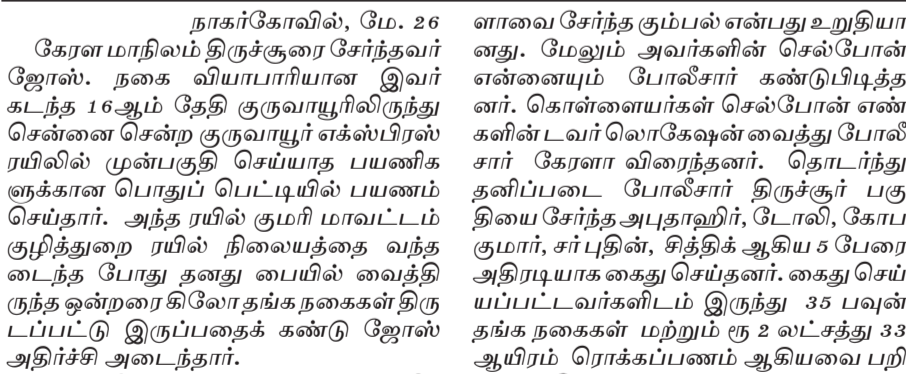 நாகர்கோவில், மே. 26
கேரள மாநிலம் திருச்சூரை சேர்ந்தவர்
ஜோஸ். நகை வியாபாரியான இவர்
கடந்த 16ஆம் தேதி குருவாயூரிலிருந்து
சென்னை சென்ற குருவாயூர் எக்ஸ்பிரஸ்
ரயிலில் முன்பகுதி செய்யாத பயணிக
ளுக்கான பொதுப் பெட்டியில் பயணம்
செய்தார். அந்த ரயில் குமரி மாவட்டம்
குழித்துறை ரயில் நிலையத்தை வந்த
டைந்த போது தனது பையில் வைத்தி
ருந்த ஒன்றரை கிலோ தங்க நகைகள் திரு
டப்பட்டு இருப்பதைக் கண்டு ஜோஸ்
அதிர்ச்சி அடைந்தார்.
ளாவை சேர்ந்த கும்பல் என்பது உறுதியா
னது. மேலும் அவர்களின் செல்போன்
என்னையும் போலீசார் கண்டுபிடித்த
னர். கொள்ளையர்கள் செல்போன் எண்
களின் டவர் லொகேஷன் வைத்து போலீ
சார் கேரளா விரைந்தனர். தொடர்ந்து
தனிப்படை போலீசார் திருச்சூர் பகு
தியை சேர்ந்த அபுதாஹிர், டோலி, கோப
குமார், சர்புதின், சித்திக் ஆகிய 5 பேரை
அதிரடியாக கைது செய்தனர். கைது செய்
யப்பட்டவர்களிடம் இருந்து 35 பவுன்
தங்க நகைகள் மற்றும் ரூ 2 லட்சத்து 33
ஆயிரம் ரொக்கப்பணம் ஆகியவை பறி